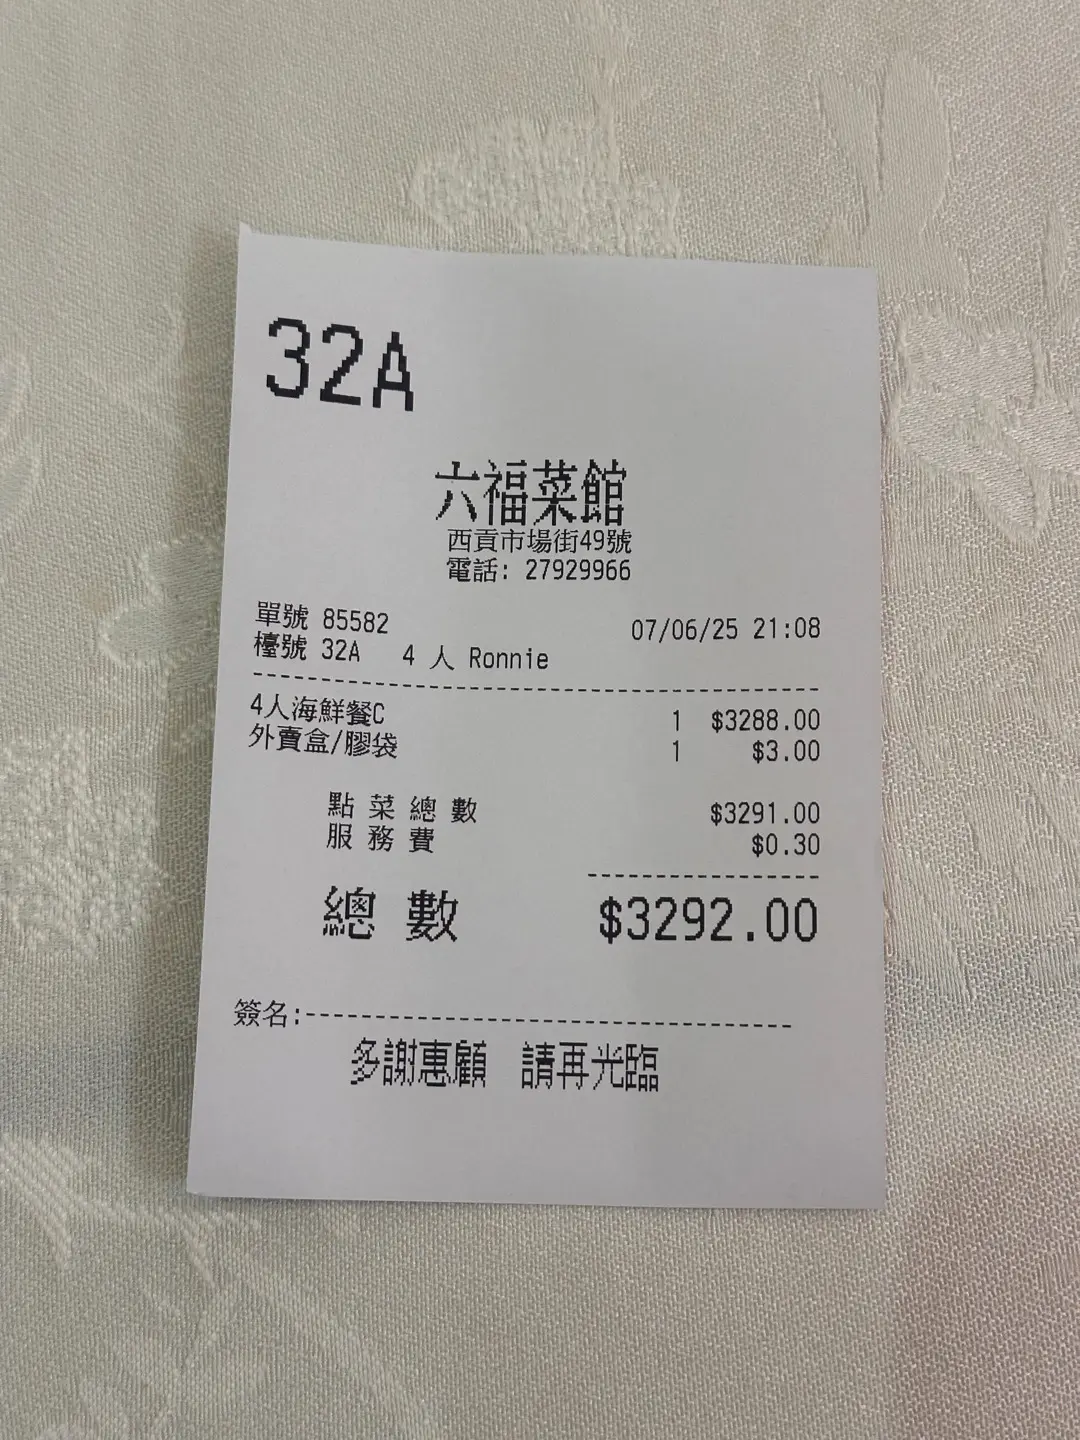 32A
六福菜館
西貢市場街49號
電話: 27929966
單號 85582 07/06/25 21:08
檯號 32A 4 人 Ronnie
4人海鮮餐C 1 $3288.00
外賣盒/膠袋 1 $3.00
點菜總數 $3291.00
服務費 $0.30
總數 $3292.00
簽名:
多謝惠顧 請再光臨